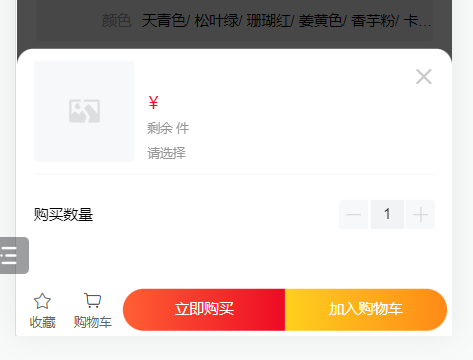 颜色 天青色/ 松叶绿/ 珊瑚红/ 姜黄色/ 香芋粉/ 卡...
¥
剩余 件
请选择
购买数量 1
收藏 购物车 立即购买 加入购物车